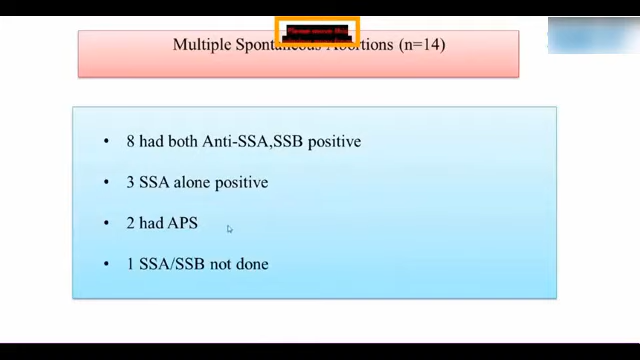 Multiple Spontaneous Abortions (n=14)
• 8 had both Anti-SSA,SSB positive
• 3 SSA alone positive
• 2 had APS
• 1 SSA/SSB not done